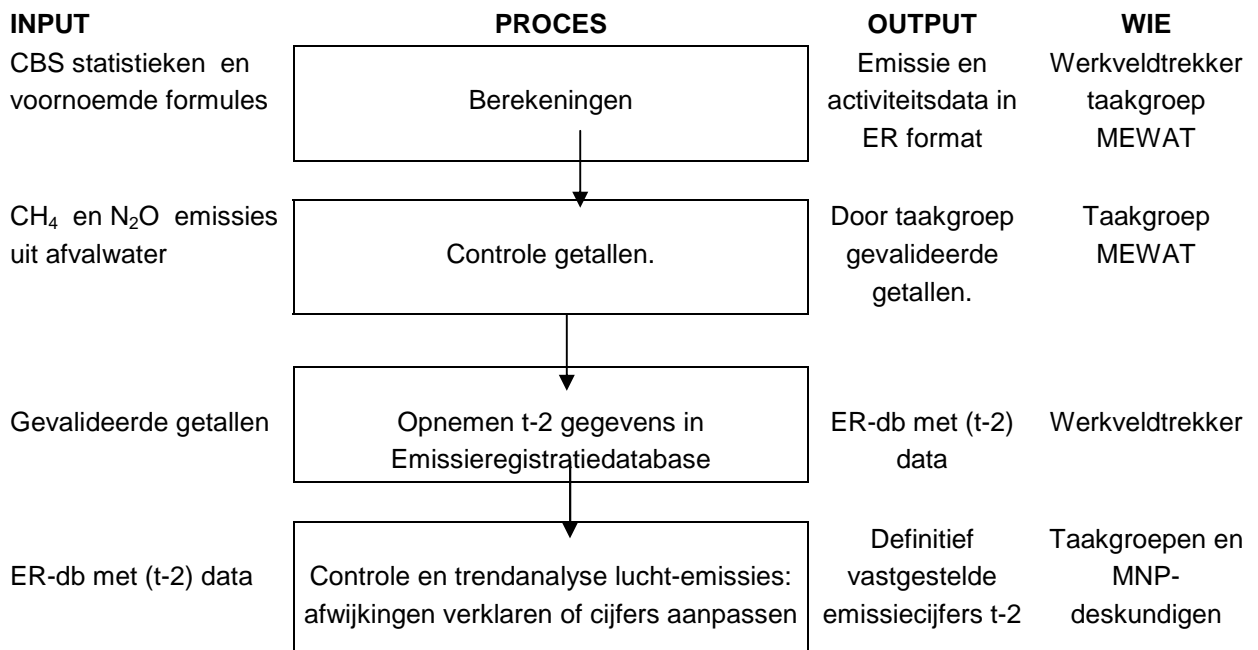 INPUT PROCES OUTPUT WIE
CBS statistieken en
voornoemde formules
Berekeningen
Emissie en
activiteitsdata in
ER format
Werkveldtrekker
taakgroep
MEWAT
CH₄ en N₂O emissies
uit afvalwater
Controle getallen.
Door taakgroep
gevalideerde
getallen.
Taakgroep
MEWAT
Gevalideerde getallen
Opnemen t-2 gegevens in
Emissieregistratiedatabase
ER-db met (t-2)
data
Werkveldtrekker
ER-db met (t-2) data
Controle en trendanalyse lucht-emissies:
afwijkingen verklaren of cijfers aanpassen
Definitief
vastgestelde
emissiecijfers t-2
Taakgroepen en
MNP-
deskundigen